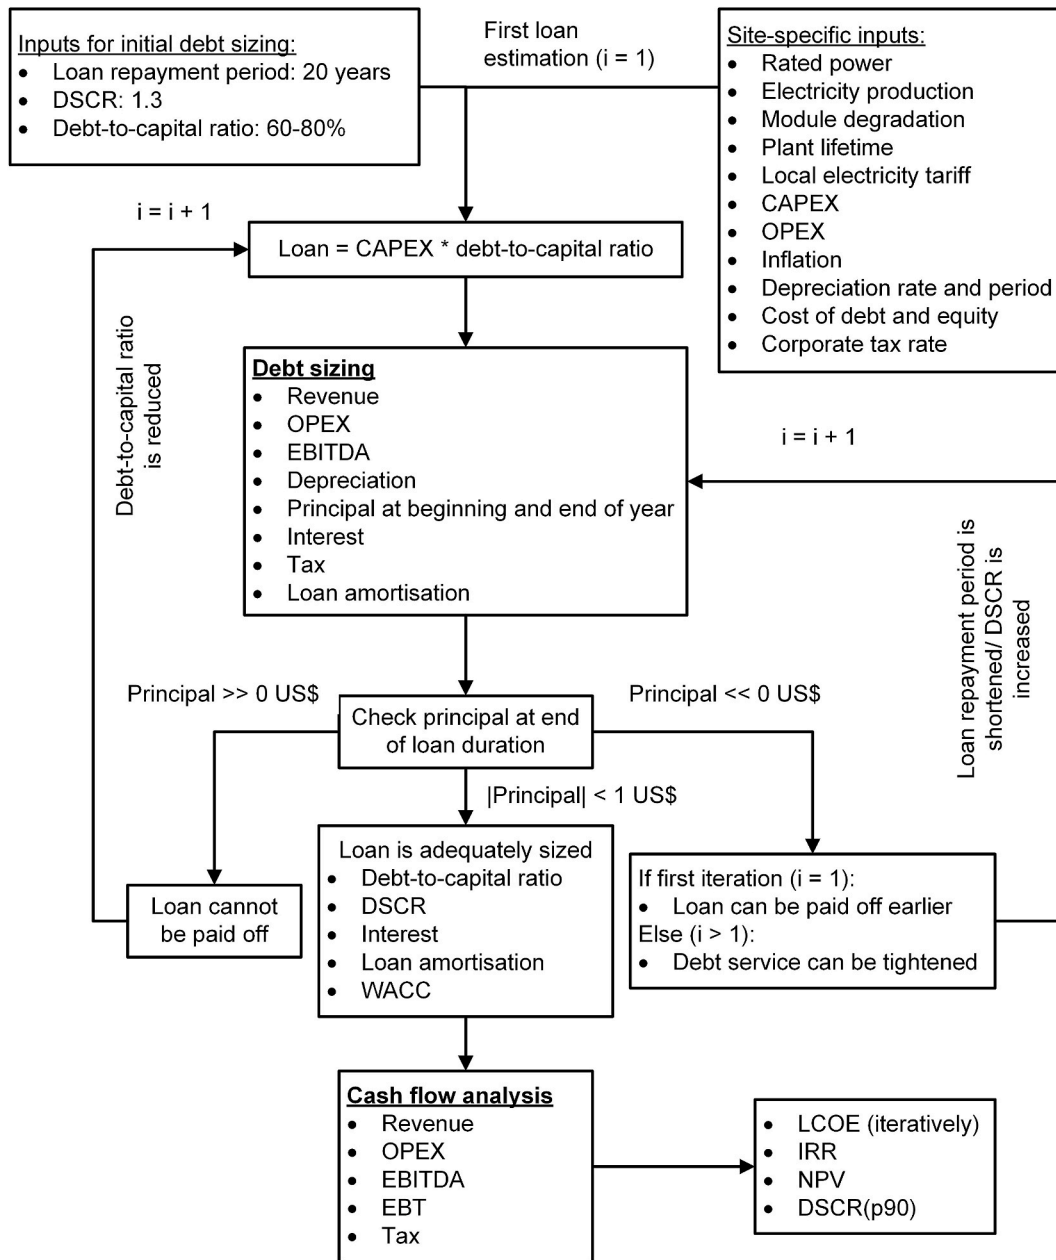 Inputs for initial debt sizing:
• Loan repayment period: 20 years
• DSCR: 1.3
• Debt-to-capital ratio: 60-80%
First loan
estimation (i = 1)
Site-specific inputs:
• Rated power
• Electricity production
• Module degradation
• Plant lifetime
• Local electricity tariff
• CAPEX
• OPEX
• Inflation
• Depreciation rate and period
• Cost of debt and equity
• Corporate tax rate
i = i + 1
Loan = CAPEX * debt-to-capital ratio
Debt-to-capital ratio
is reduced
Debt sizing
• Revenue
• OPEX
• EBITDA
• Depreciation
• Principal at beginning and end of year
• Interest
• Tax
• Loan amortisation
i = i + 1
Loan repayment period is
shortened/ DSCR is
increased
Principal >> 0 US$
Check principal at end
of loan duration
Principal << 0 US$
|Principal| < 1 US$
Loan cannot
be paid off
Loan is adequately sized
• Debt-to-capital ratio
• DSCR
• Interest
• Loan amortisation
• WACC
If first iteration (i = 1):
• Loan can be paid off earlier
Else (i > 1):
• Debt service can be tightened
Cash flow analysis
• Revenue
• OPEX
• EBITDA
• EBT
• Tax
• LCOE (iteratively)
• IRR
• NPV
• DSCR(p90)